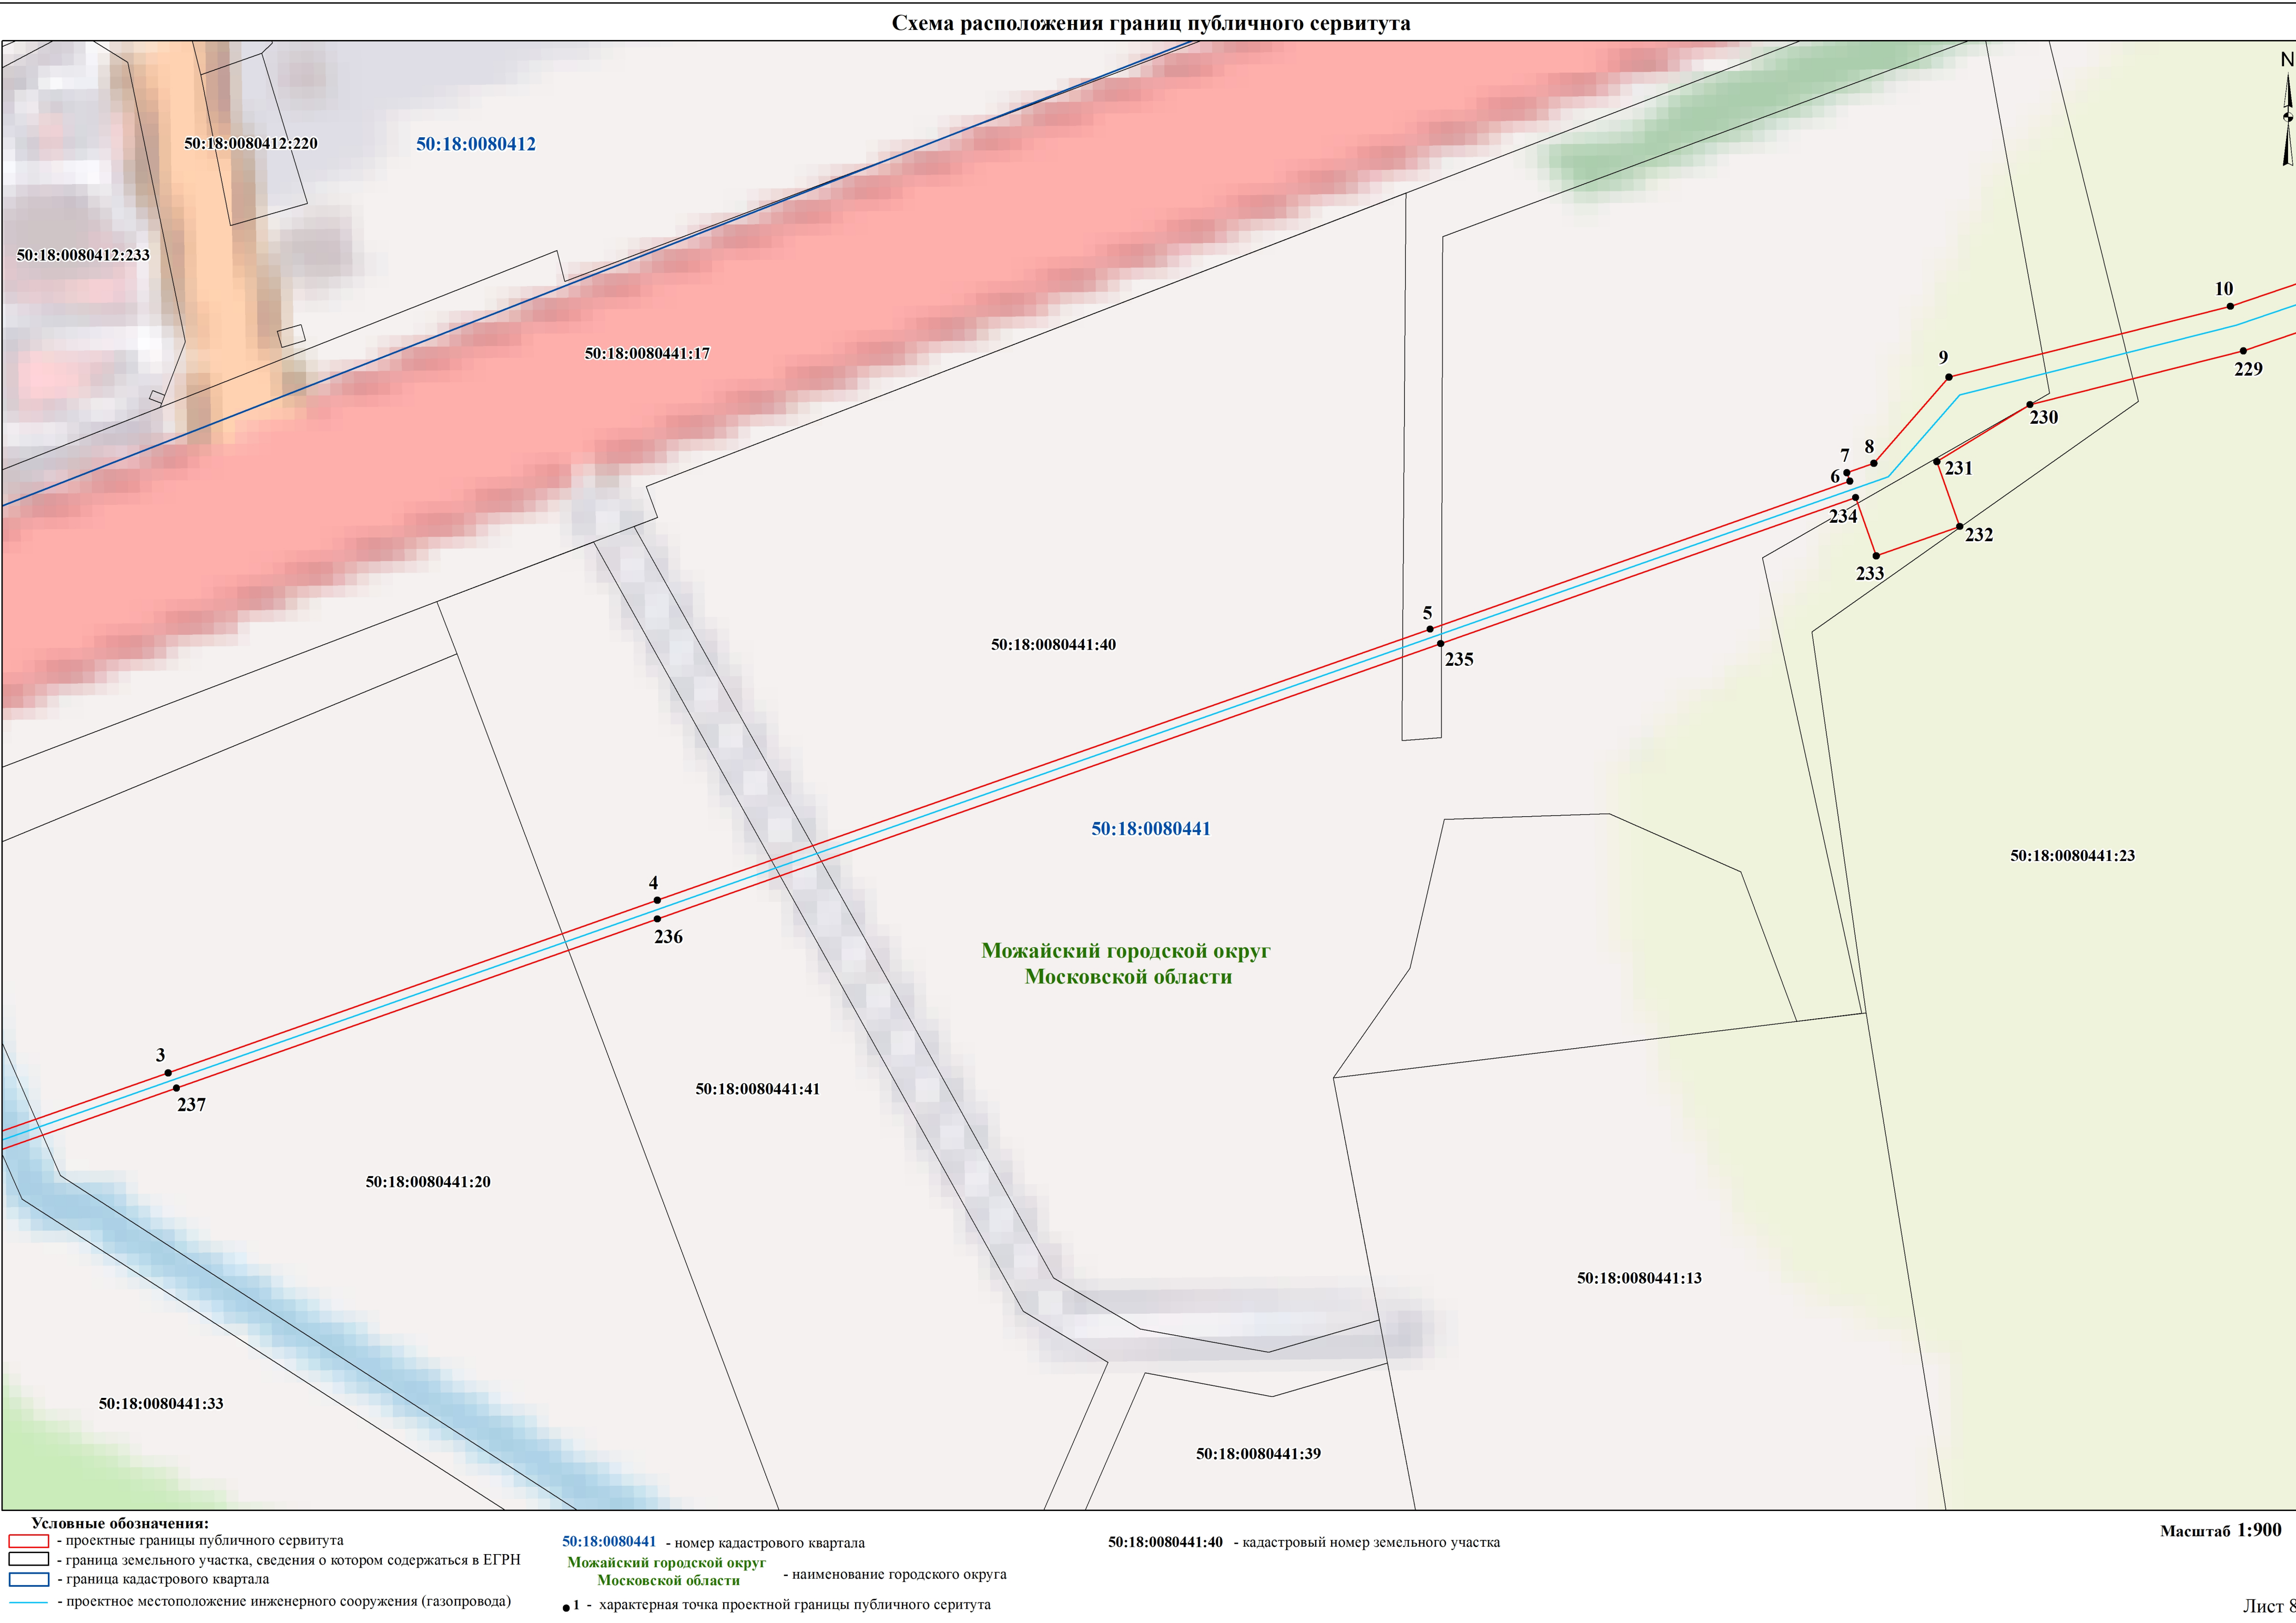 Схема расположения границ публичного сервитута
N
50:18:0080412:220
50:18:0080412
50:18:0080412:233
10
50:18:0080441:17
9
229
230
8
7
231
6
234
232
233
5
50:18:0080441:40
235
50:18:0080441
50:18:0080441:23
4
236
Можайский городской округ
Московской области
3
50:18:0080441:41
237
50:18:0080441:20
50:18:0080441:13
50:18:0080441:33
50:18:0080441:39
Условные обозначения:
- проектные границы публичного сервитута
- граница земельного участка, сведения о котором содержаться в ЕГРН
- граница кадастрового квартала
- проектное местоположение инженерного сооружения (газопровода)
50:18:0080441 - номер кадастрового квартала
Можайский городской округ
Московской области - наименование городского округа
1 - характерная точка проектной границы публичного серитута
50:18:0080441:40 - кадастровый номер земельного участка
Масштаб 1:900
Лист 8